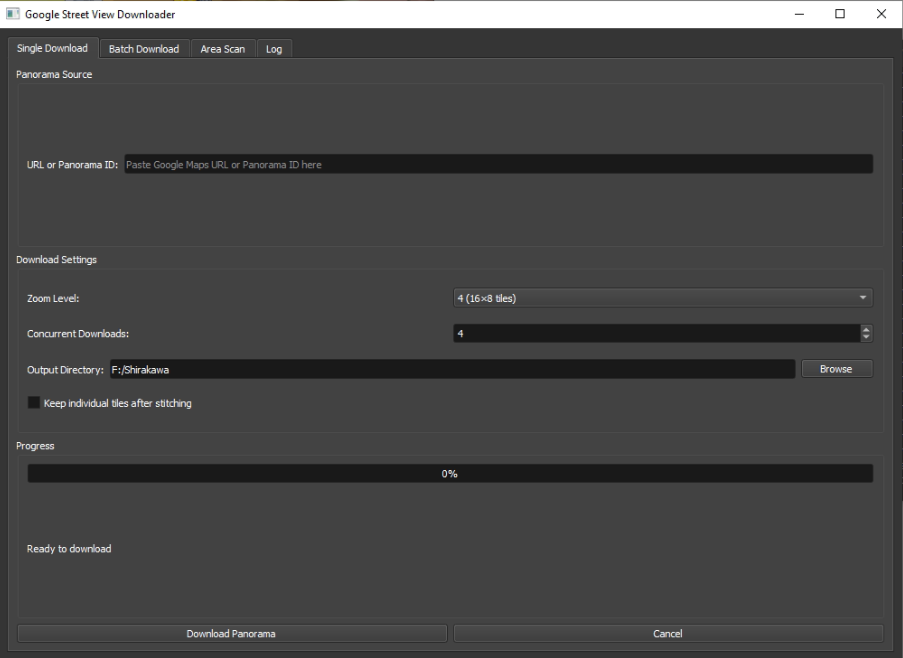 Google Street View Downloader
Single Download Batch Download Area Scan Log
Panorama Source
URL or Panorama ID: Paste Google Maps URL or Panorama ID here
Download Settings
Zoom Level: 4 (16×8 tiles)
Concurrent Downloads: 4
Output Directory: F:/Shirakawa Browse
Keep individual tiles after stitching
Progress
0%
Ready to download
Download Panorama Cancel